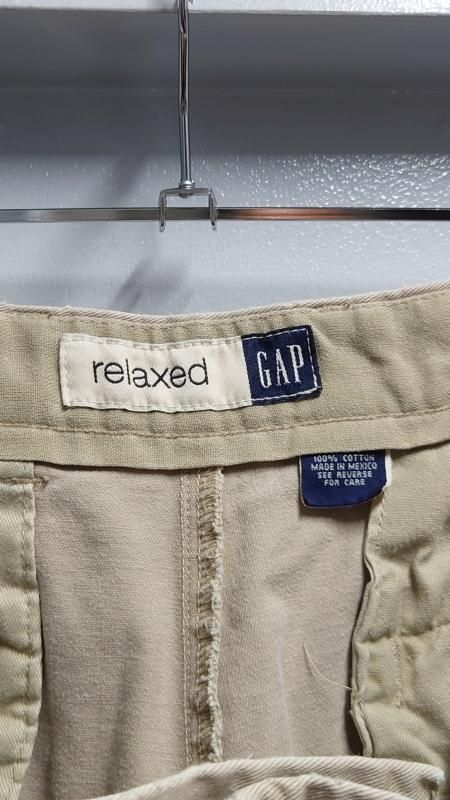 relaxed GAP
100% COTTON
MADE IN MEXICO
SEE REVERSE
FOR CARE